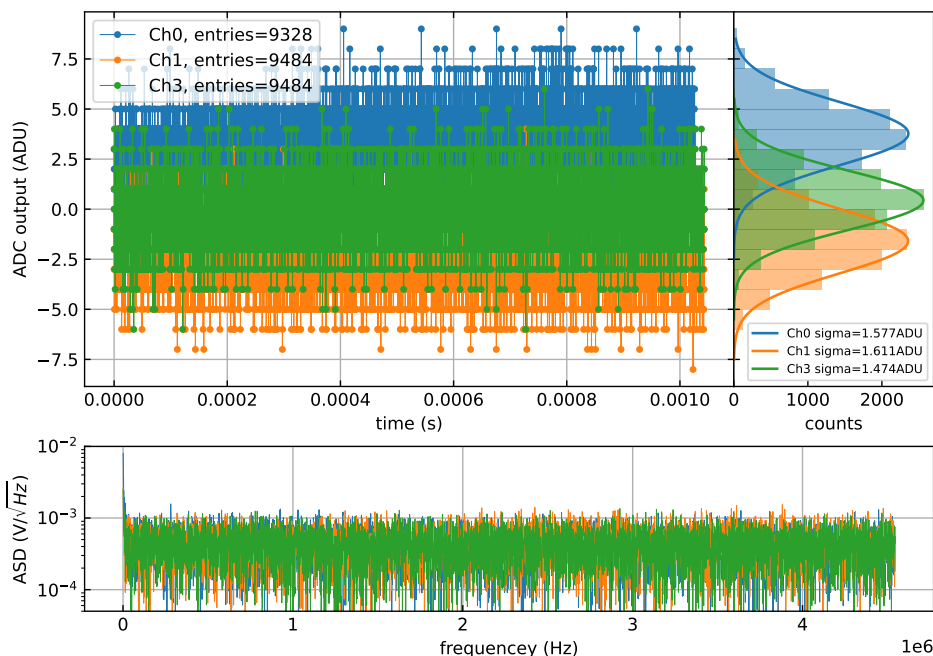 Ch0, entries=9328
Ch1, entries=9484
Ch3, entries=9484
ADC output (ADU)
7.5
5.0
2.5
0.0
−2.5
−5.0
−7.5
0.0000 0.0002 0.0004 0.0006 0.0008 0.0010
time (s)
Ch0 sigma=1.577ADU
Ch1 sigma=1.611ADU
Ch3 sigma=1.474ADU
0 1000 2000
counts
ASD (V/√Hz)
10−2
10−3
10−4
0 1 2 3 4
1e6
frequencey (Hz)